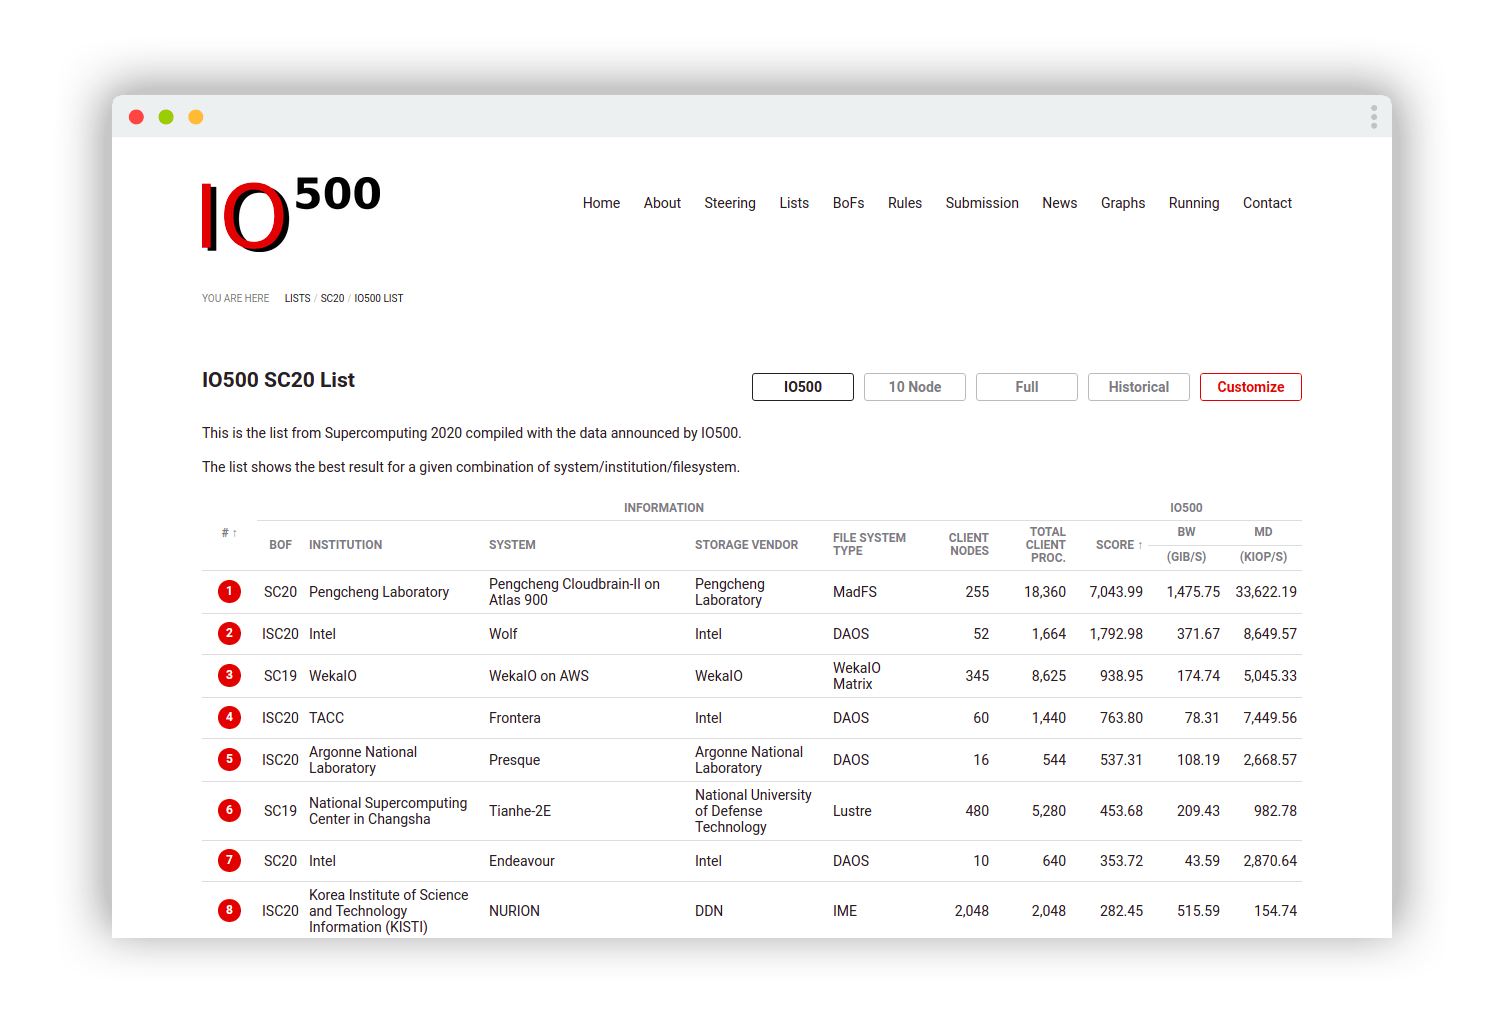 IO500
Home About Steering Lists BoFs Rules Submission News Graphs Running Contact
YOU ARE HERE LISTS / SC20 / IO500 LIST
IO500 SC20 List
IO500 10 Node Full Historical Customize
This is the list from Supercomputing 2020 compiled with the data announced by IO500.
The list shows the best result for a given combination of system/institution/filesystem.
INFORMATION IO500
# ↑ BOF INSTITUTION SYSTEM STORAGE VENDOR FILE SYSTEM TYPE CLIENT NODES TOTAL CLIENT PROC. SCORE ↑ BW MD
(GIB/S) (KIOP/S)
1 SC20 Pengcheng Laboratory Pengcheng Cloudbrain-II on Atlas 900 Pengcheng Laboratory MadFS 255 18,360 7,043.99 1,475.75 33,622.19
2 ISC20 Intel Wolf Intel DAOS 52 1,664 1,792.98 371.67 8,649.57
3 SC19 WekaIO WekaIO on AWS WekaIO WekaIO Matrix 345 8,625 938.95 174.74 5,045.33
4 ISC20 TACC Frontera Intel DAOS 60 1,440 763.80 78.31 7,449.56
5 ISC20 Argonne National Laboratory Presque Argonne National Laboratory DAOS 16 544 537.31 108.19 2,668.57
6 SC19 National Supercomputing Center in Changsha Tianhe-2E National University of Defense Technology Lustre 480 5,280 453.68 209.43 982.78
7 SC20 Intel Endeavour Intel DAOS 10 640 353.72 43.59 2,870.64
8 ISC20 Korea Institute of Science and Technology Information (KISTI) NURION DDN IME 2,048 2,048 282.45 515.59 154.74